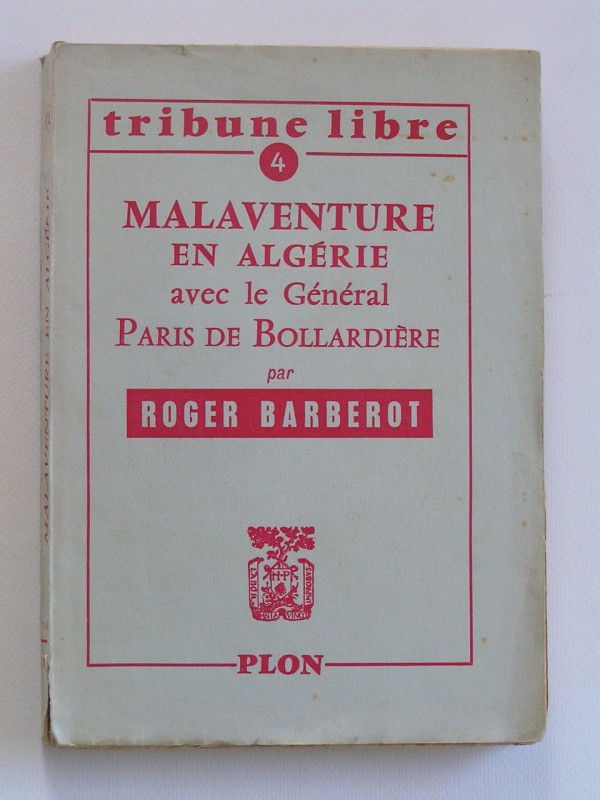 tribune libre
4
MALAVENTURE
EN ALGÉRIE
avec le Général
PARIS DE BOLLARDIÈRE
par
ROGER BARBEROT
H·P
LABOR
PLON
MALAVENTURE EN ALGÉRIE